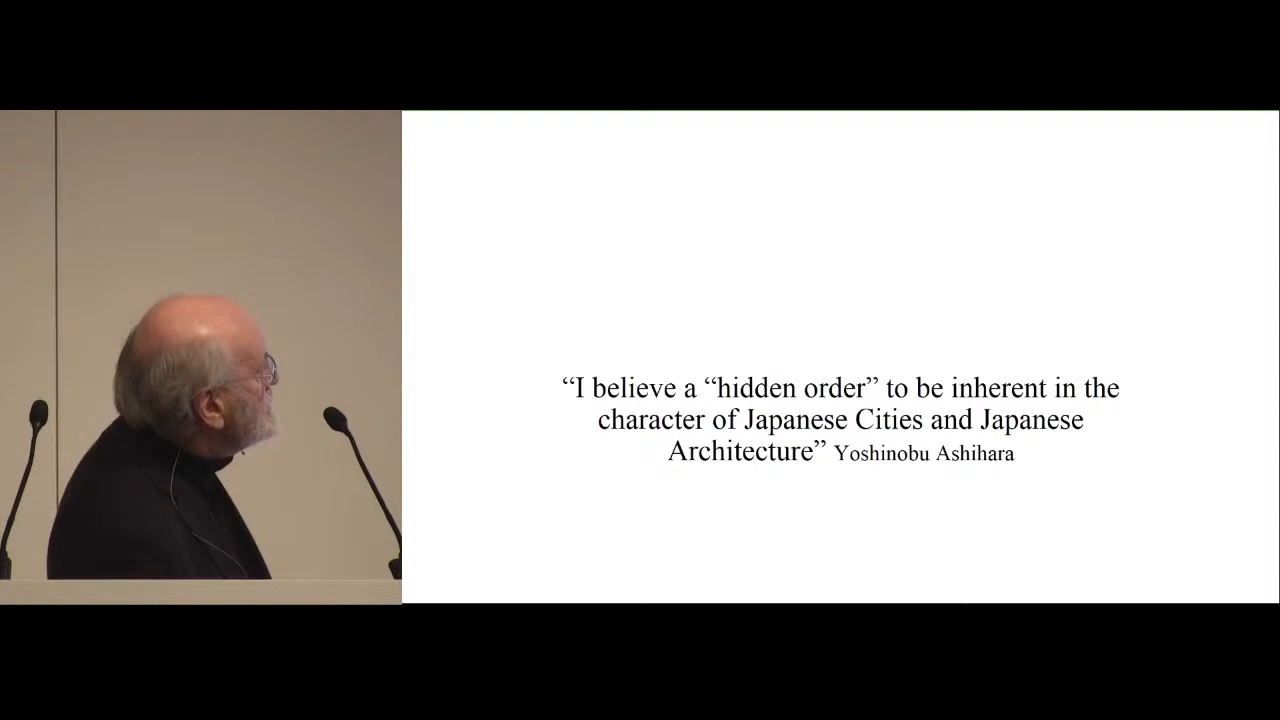 “I believe a “hidden order” to be inherent in the
character of Japanese Cities and Japanese
Architecture” Yoshinobu Ashihara